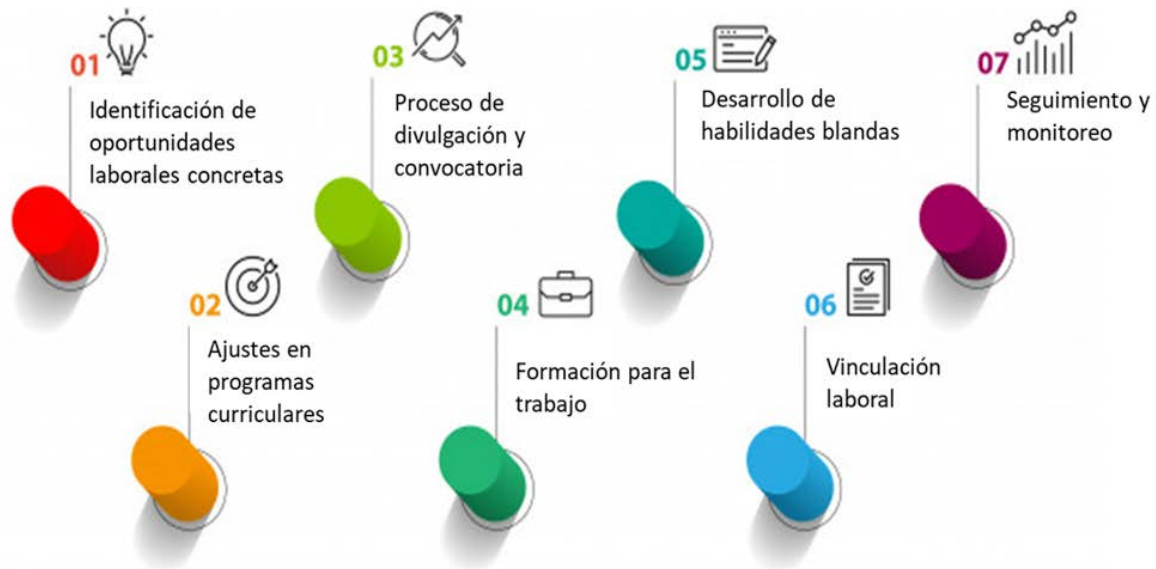 01
Identificación de
oportunidades
laborales concretas
02
Ajustes en
programas
curriculares
03
Proceso de
divulgación y
convocatoria
04
Formación para el
trabajo
05
Desarrollo de
habilidades blandas
06
Vinculación
laboral
07
Seguimiento y
monitoreo